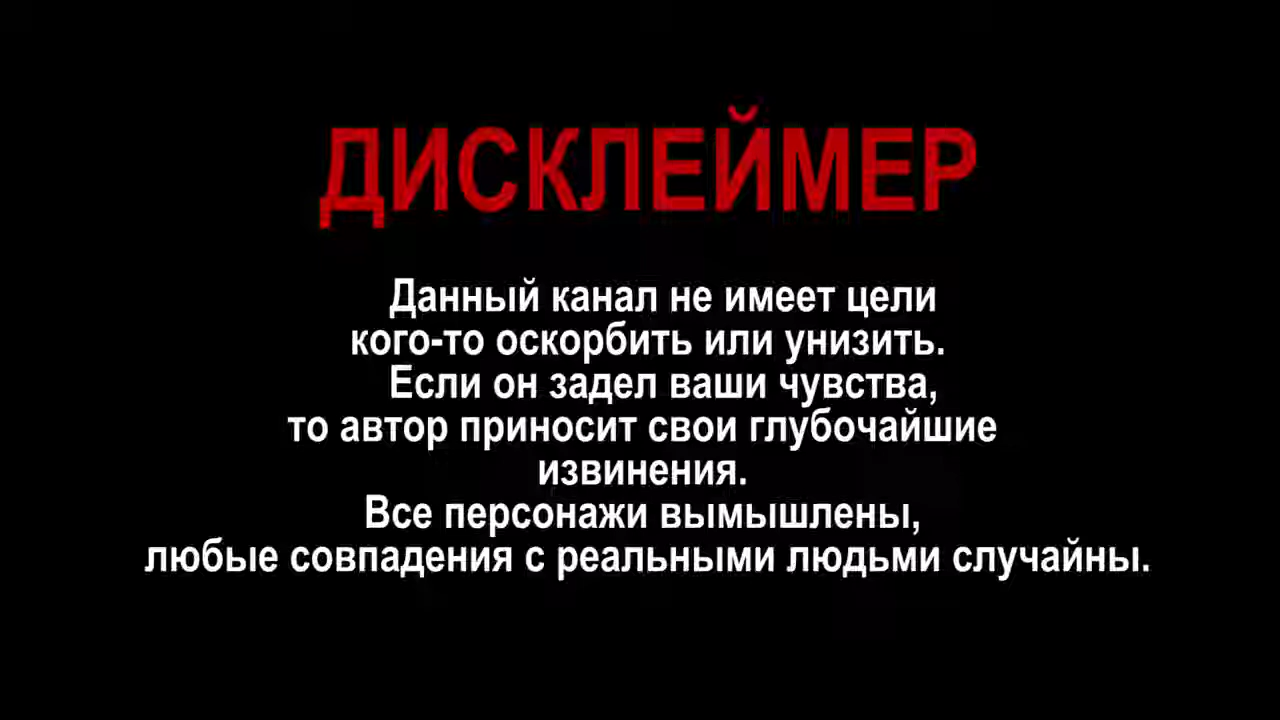 ДИСКЛЕЙМЕР
Данный канал не имеет цели
кого-то оскорбить или унизить.
Если он задел ваши чувства,
то автор приносит свои глубочайшие
извинения.
Все персонажи вымышлены,
любые совпадения с реальными людьми случайны.